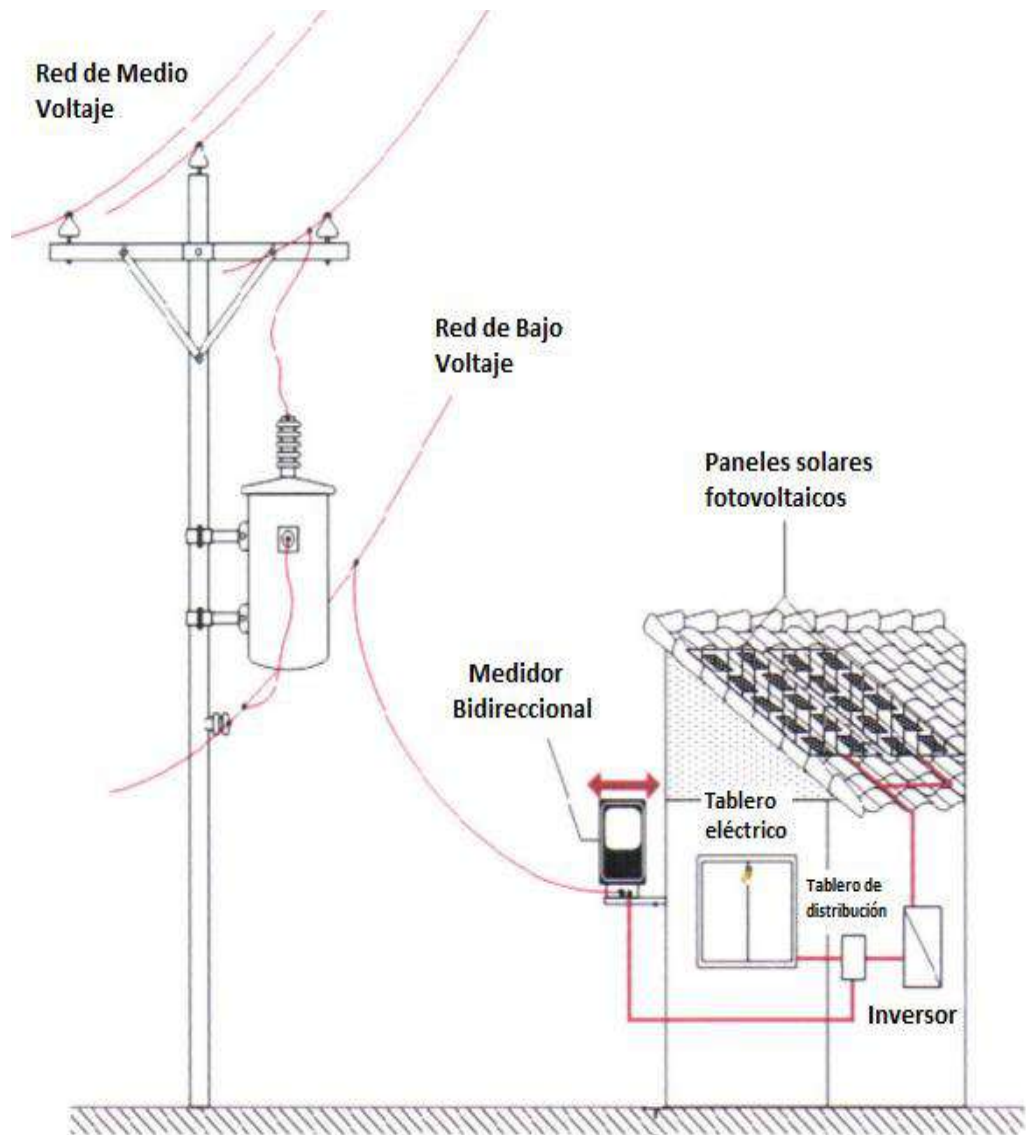 Red de Medio
Voltaje
Red de Bajo
Voltaje
Paneles solares
fotovoltaicos
Medidor
Bidireccional
Tablero
eléctrico
Tablero de
distribución
Inversor